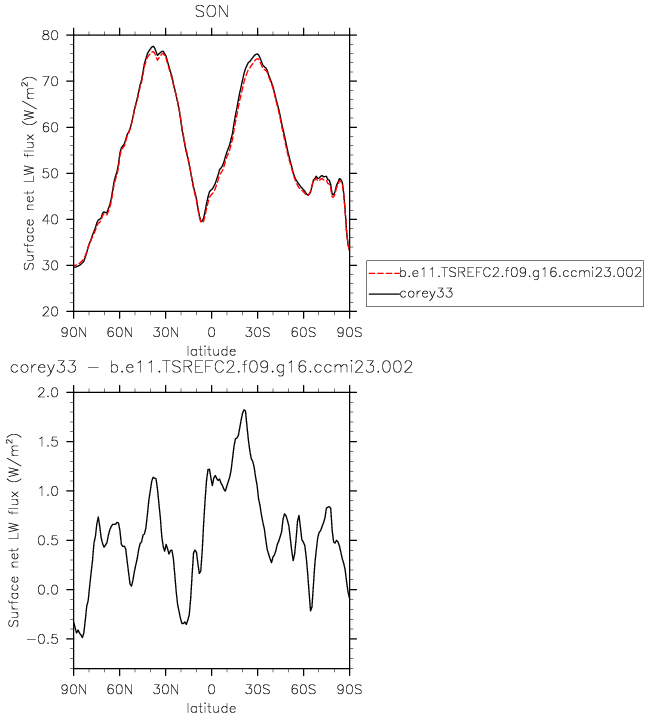 SON
80
70
60
50
40
30
20
Surface net LW flux (W/m²)
90N 60N 30N 0 30S 60S 90S
latitude
b.e11.TSREFC2.f09.g16.ccmi23.002
corey33
corey33 − b.e11.TSREFC2.f09.g16.ccmi23.002
2.0
1.5
1.0
0.5
0.0
−0.5
Surface net LW flux (W/m²)
90N 60N 30N 0 30S 60S 90S
latitude